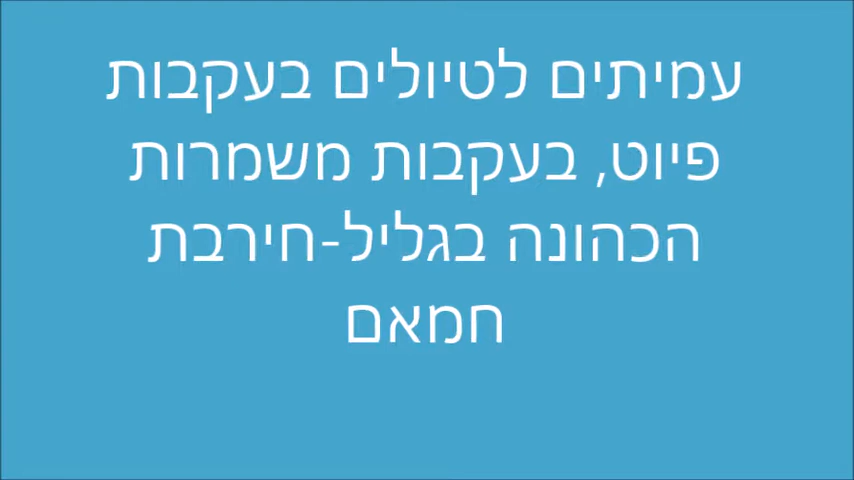 עמיתים לטיולים בעקבות
פיוט, בעקבות משמרות
הכהונה בגליל-חירבת
חמאם